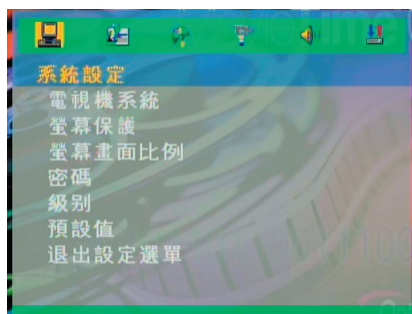 系統設定
電視機系統
螢幕保護
螢幕畫面比例
密碼
級別
預設值
退出設定選單